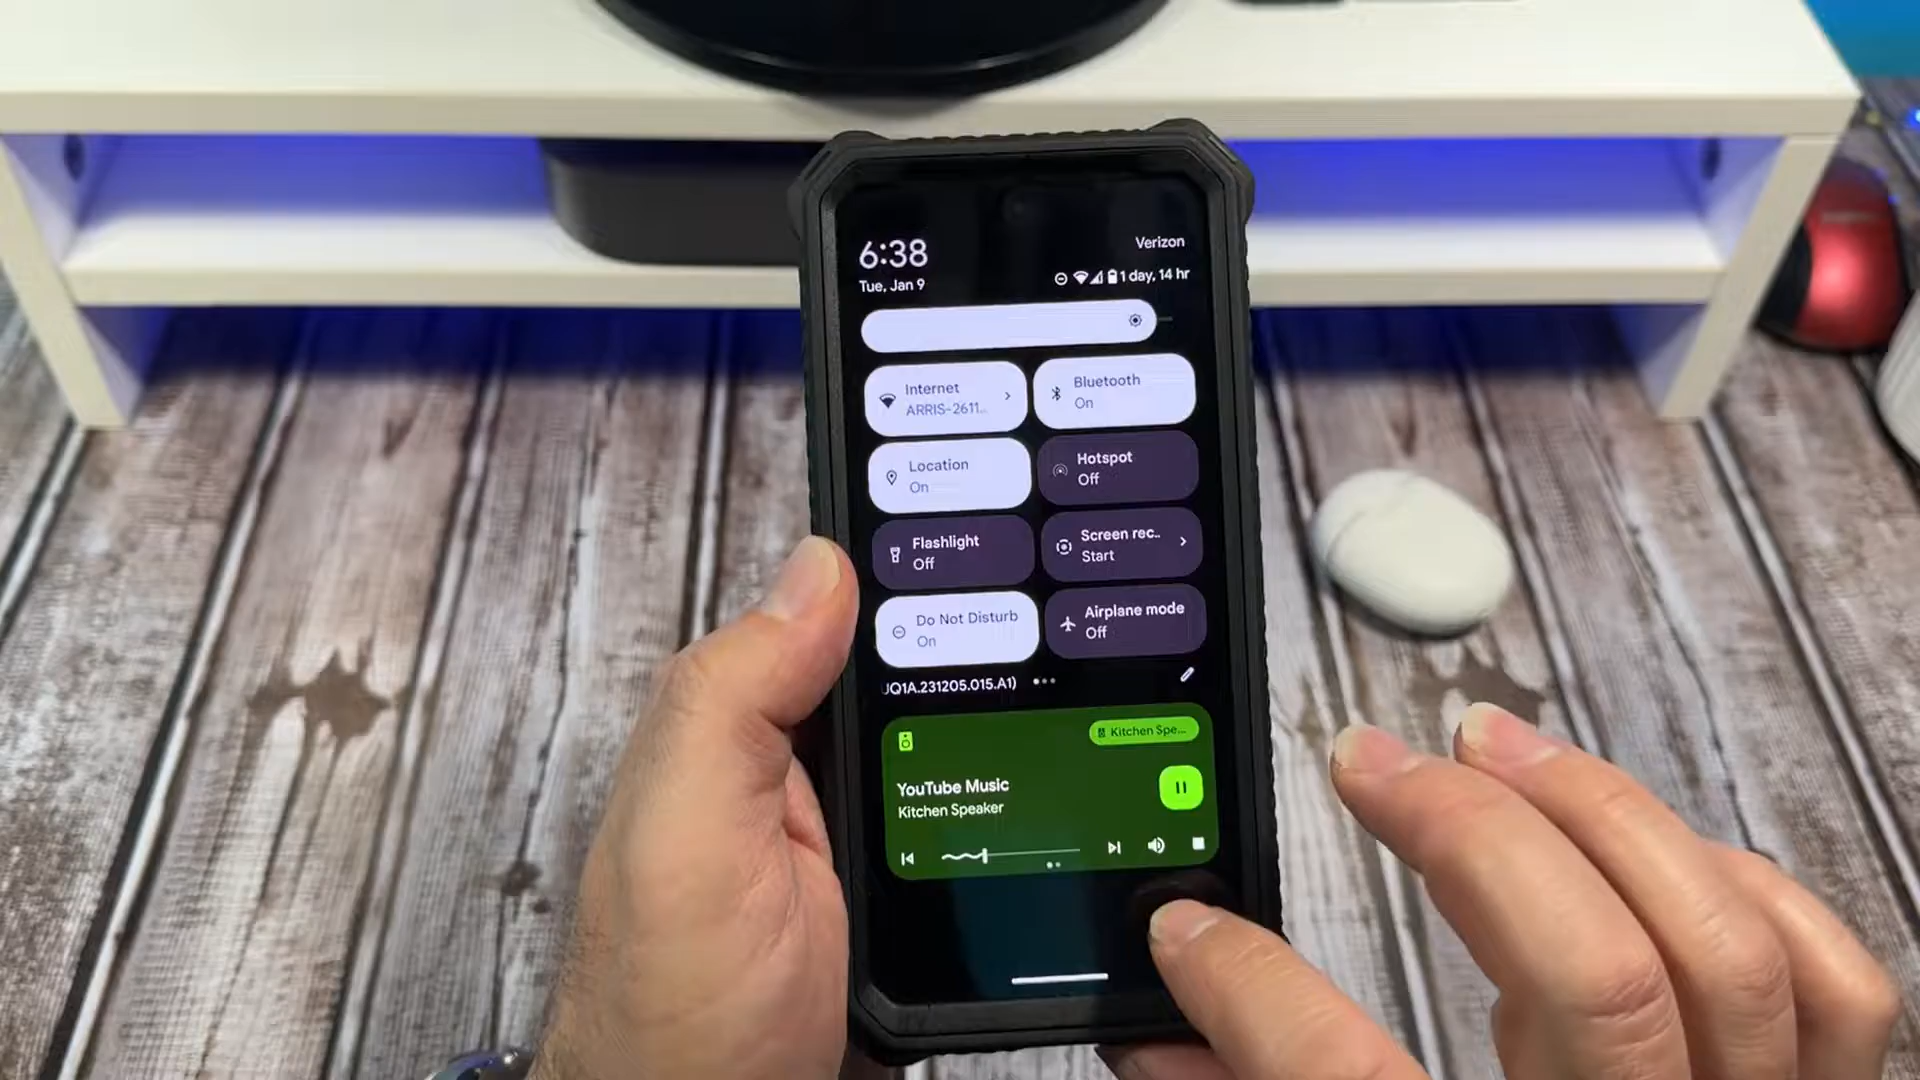 6:38
Verizon
Tue, Jan 9
1 day, 14 hr
Internet
ARRIS-2611...
Bluetooth
On
Location
On
Hotspot
Off
Flashlight
Off
Screen rec..
Start
Do Not Disturb
On
Airplane mode
Off
JQ1A.231205.015.A1)
Kitchen Spe...
YouTube Music
Kitchen Speaker